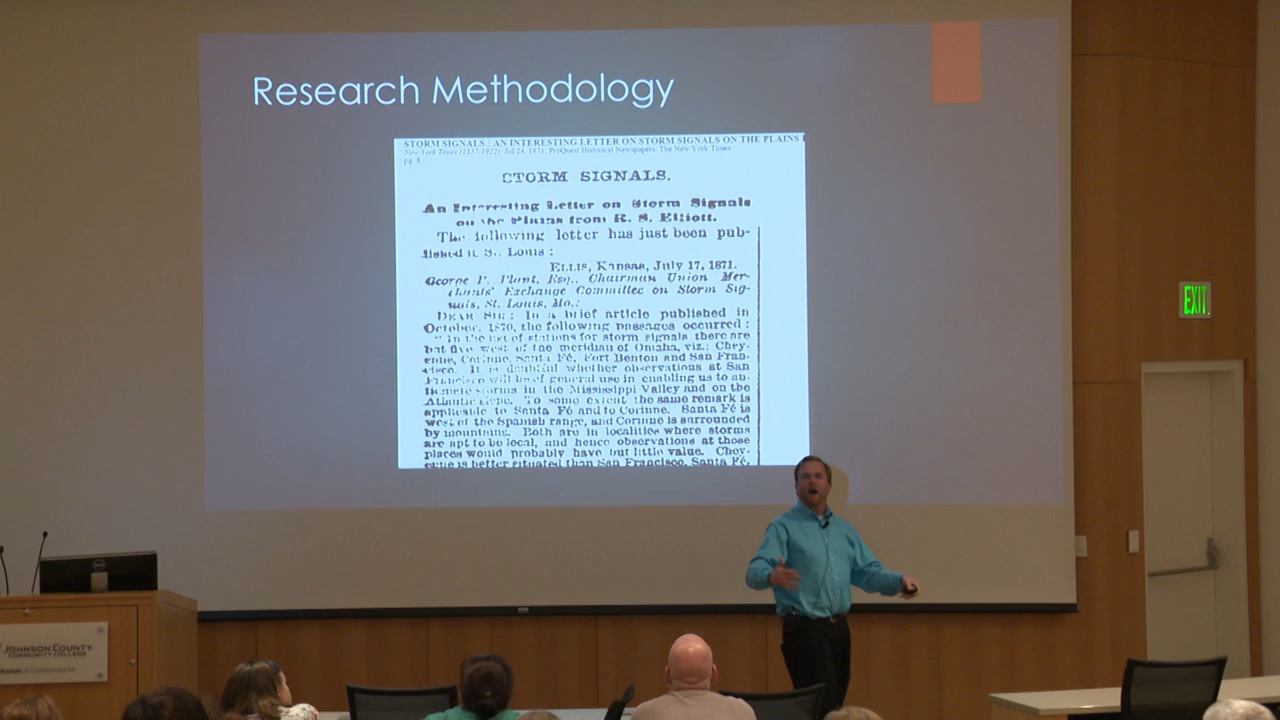 Research Methodology
STORM SIGNALS.: AN INTERESTING LETTER ON STORM SIGNALS ON THE PLAINS
New York Times (1857-1922); Jul 24, 1871; ProQuest Historical Newspapers: The New York Times
pg.
STORM SIGNALS.
An Interesting Letter on Storm Signals
on the Plains from R. S. Elliott.
The following letter has just been pub-
lished in St. Louis :
ELLIS, Kansas, July 17, 1871.
George P. Plant, Esq., Chairman Union Mer-
chants' Exchange Committee on Storm Sig-
nals, St. Louis, Mo.:
DEAR SIR: In a brief article published in
October, 1870, the following passages occurred :
" In the list of stations for storm signals there are
but five west of the meridian of Omaha, viz.: Chey-
enne, Corinne, Santa Fé, Fort Benton and San Fran-
cisco. It is doubtful whether observations at San
Francisco will be of general use in enabling us to an-
ticipate storms in the Mississippi Valley and on the
Atlantic slope. To some extent the same remark is
applicable to Santa Fé and to Corinne. Santa Fé is
west of the Spanish range, and Corinne is surrounded
by mountains. Both are in localities where storms
are apt to be local, and hence observations at those
places would probably have but little value. Chey-
enne is better situated than San Francisco, Santa Fé,
EXIT
DELL
JOHNSON COUNTY
COMMUNITY COLLEGE
Museum of Contemporary Art